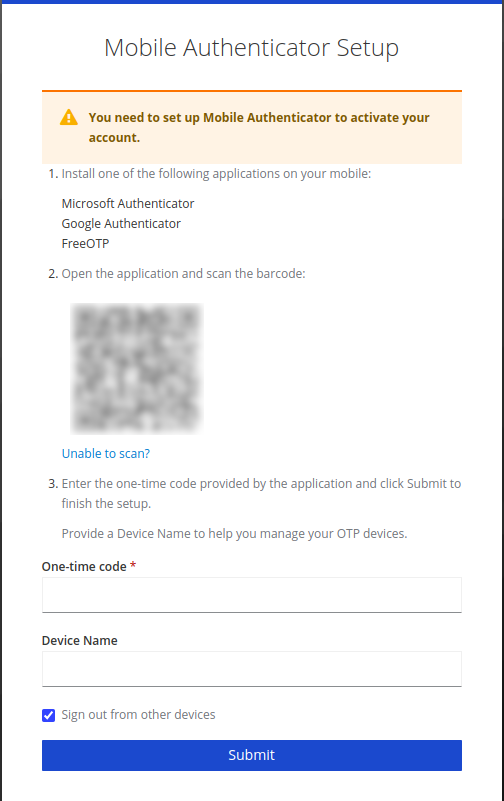 Mobile Authenticator Setup
You need to set up Mobile Authenticator to activate your
account.
1. Install one of the following applications on your mobile:
Microsoft Authenticator
Google Authenticator
FreeOTP
2. Open the application and scan the barcode:
Unable to scan?
3. Enter the one-time code provided by the application and click Submit to
finish the setup.
Provide a Device Name to help you manage your OTP devices.
One-time code *
Device Name
Sign out from other devices
Submit